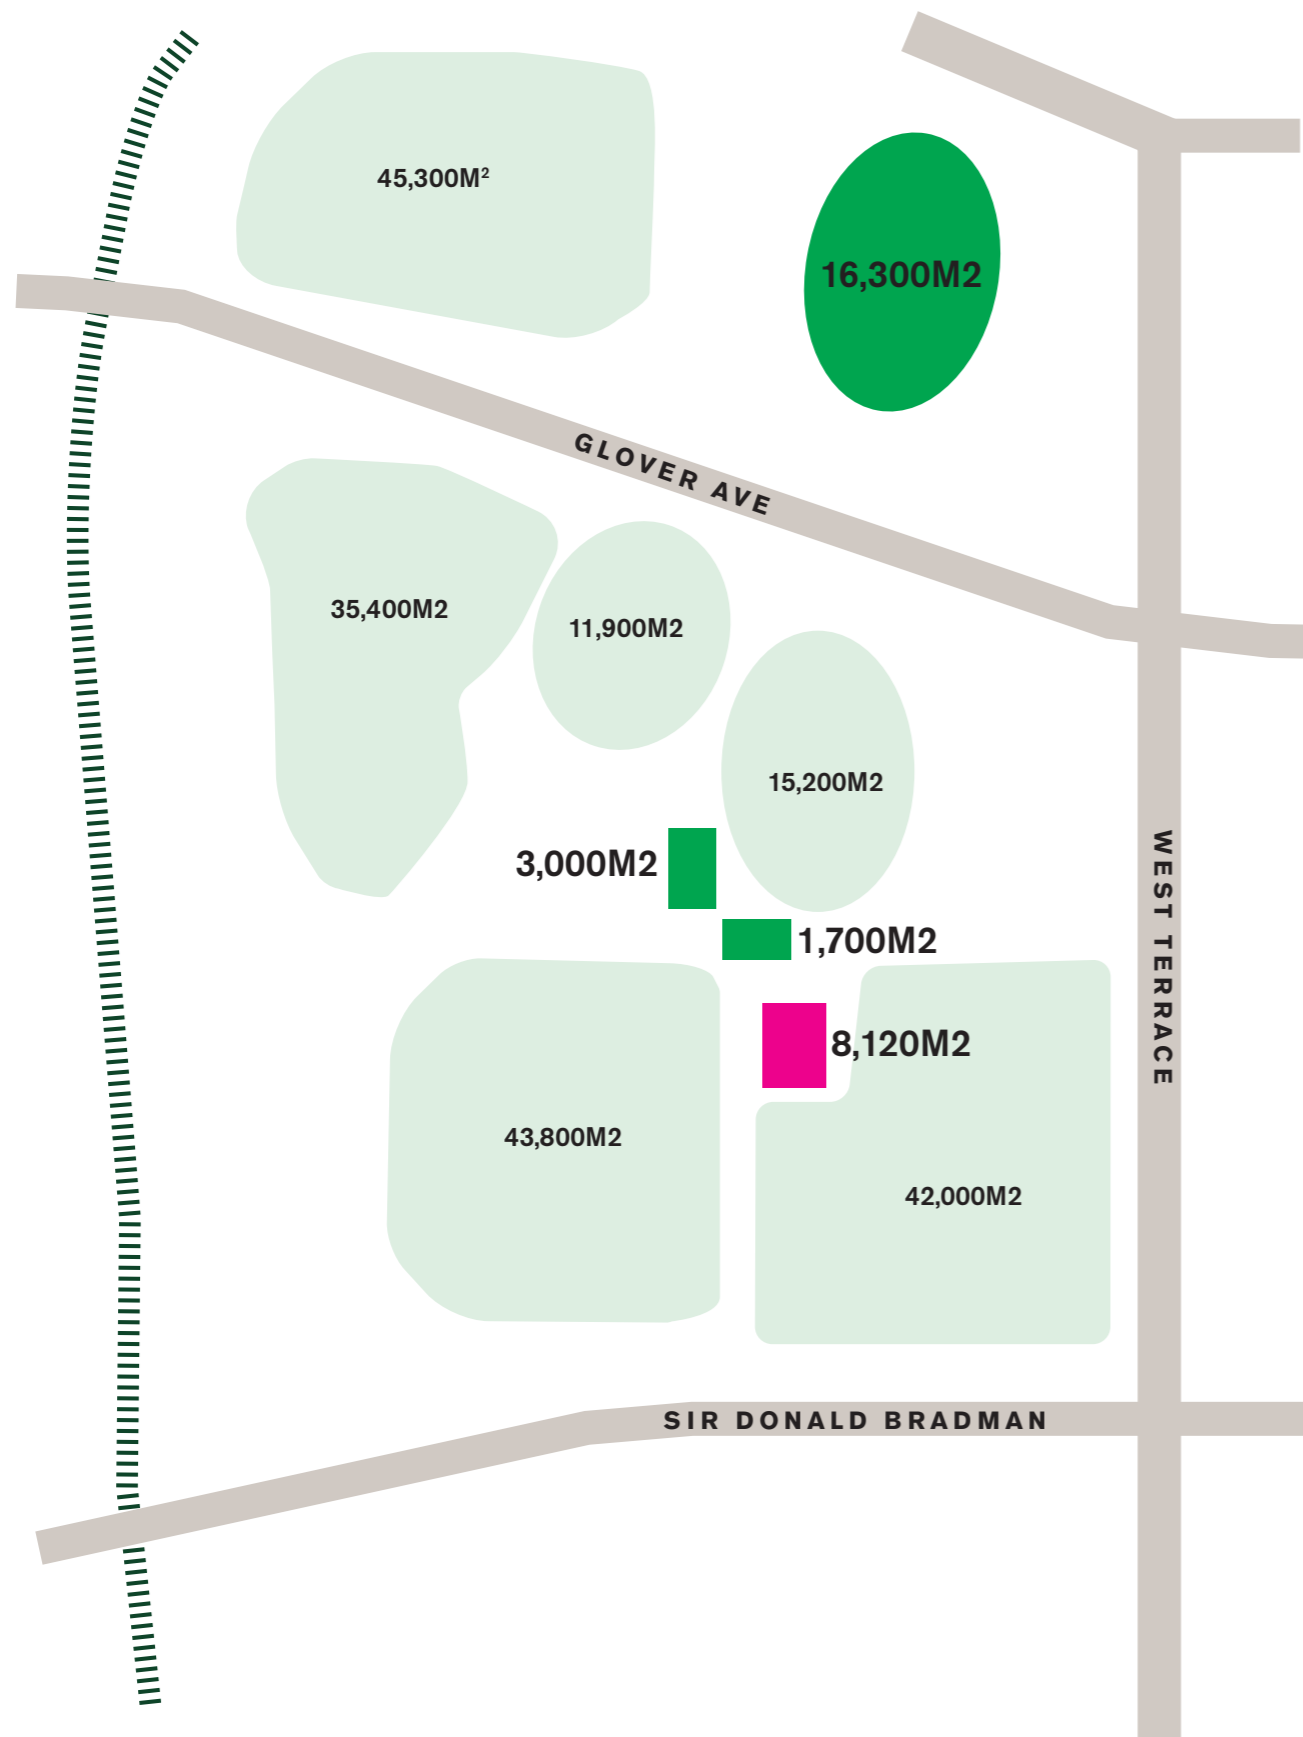 45,300M²
16,300M2
GLOVER AVE
35,400M2
11,900M2
15,200M2
3,000M2
WEST TERRACE
1,700M2
8,120M2
43,800M2
42,000M2
SIR DONALD BRADMAN